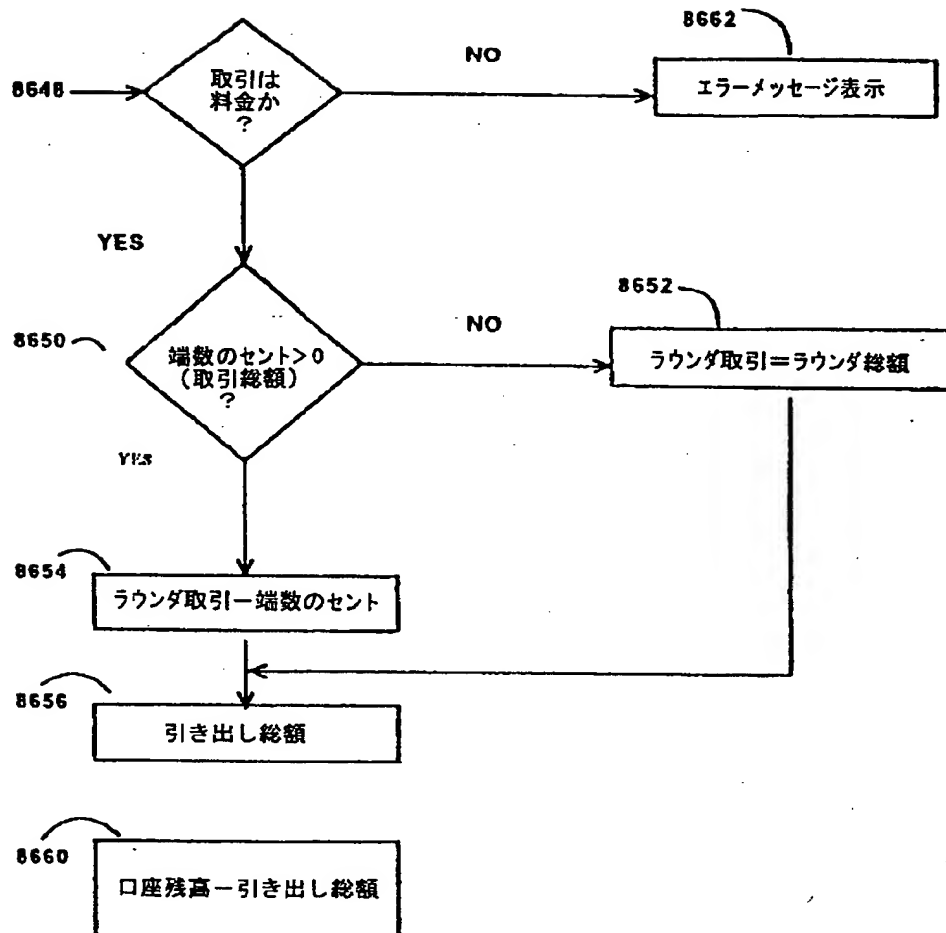 8662
NO
8648
取引は
料金か
?
エラーメッセージ表示
YES
8652
8650
NO
端数のセント>0
(取引総額)
?
ラウンダ取引=ラウンダ総額
YES
8654
ラウンダ取引-端数のセント
8656
引き出し総額
8660
口座残高-引き出し総額